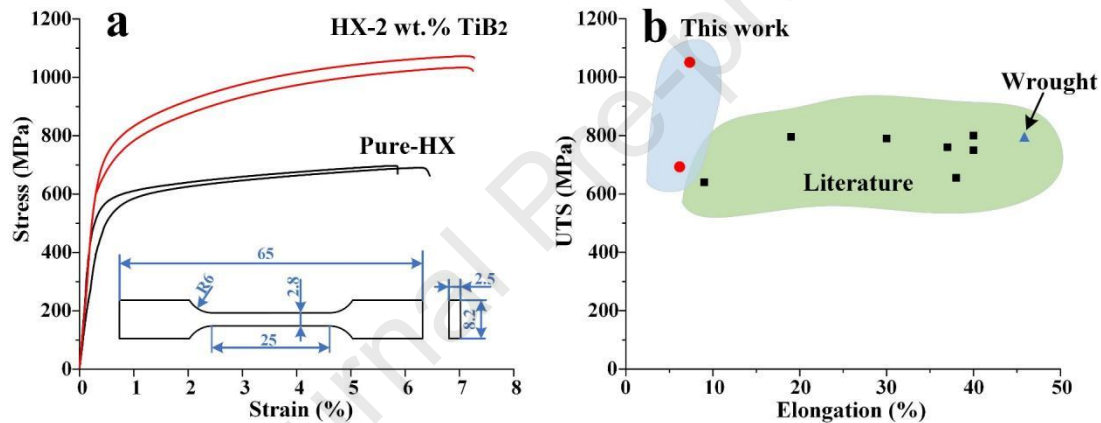 a
HX-2 wt.% TiB2
Pure-HX
1200
1000
800
600
400
200
0
Stress (MPa)
0 1 2 3 4 5 6 7 8
Strain (%)
65
R6
2.8
25
2.5
8.2
b
This work
Wrought
Literature
1200
1000
800
600
400
200
0
UTS (MPa)
0 10 20 30 40 50
Elongation (%)
urnal Pre-p